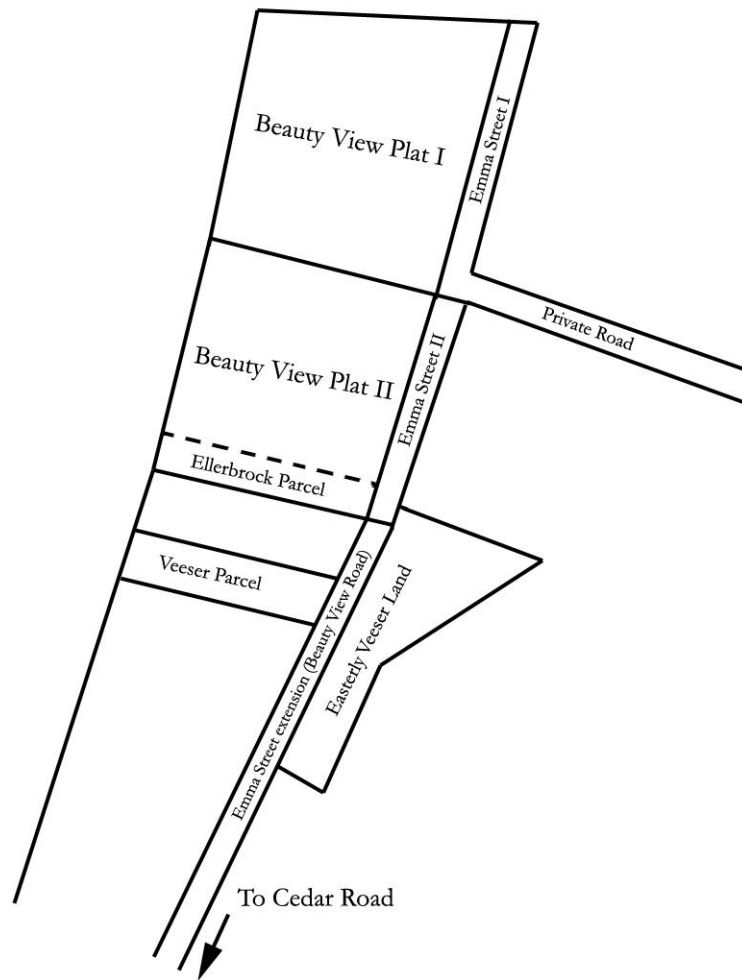 Beauty View Plat I
Emma Street I
Private Road
Beauty View Plat II
Emma Street II
Ellerbrock Parcel
Veeser Parcel
Emma Street extension (Beauty View Road)
Easterly Veeser Land
To Cedar Road